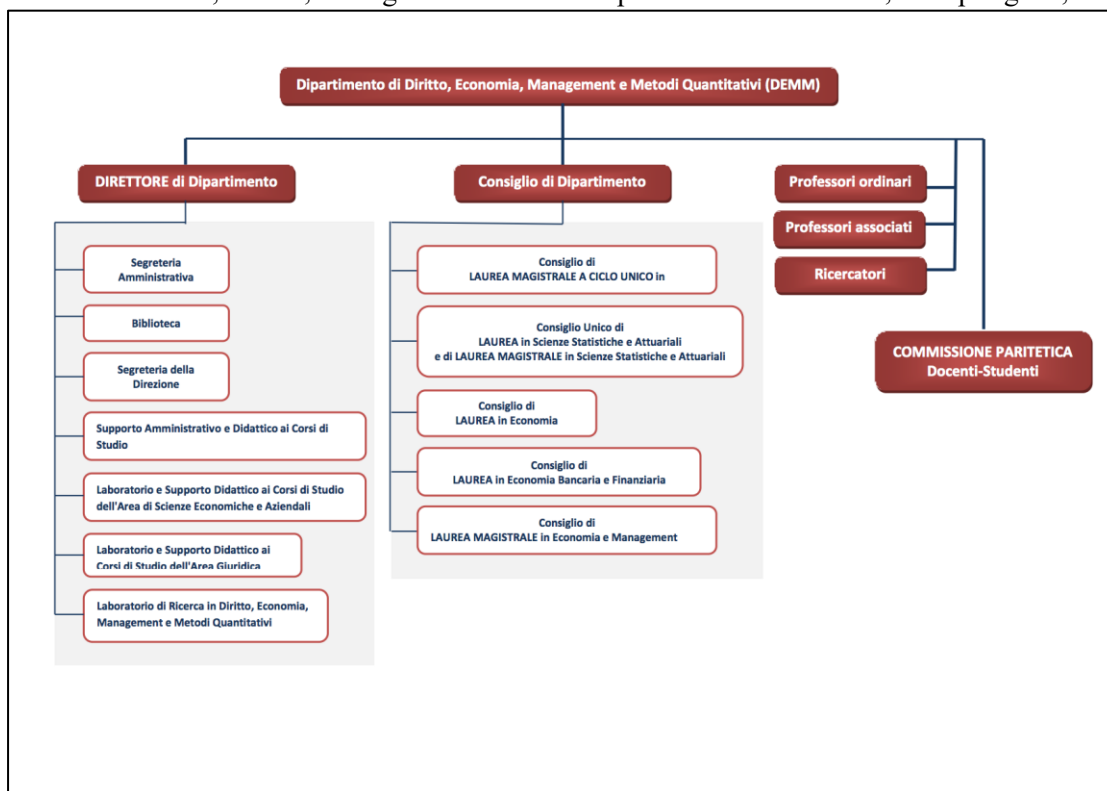 Dipartimento di Diritto, Economia, Management e Metodi Quantitativi (DEMM)
DIRETTORE di Dipartimento
Segreteria
Amministrativa
Biblioteca
Segreteria della
Direzione
Supporto Amministrativo e Didattico ai Corsi di
Studio
Laboratorio e Supporto Didattico ai Corsi di Studio
dell'Area di Scienze Economiche e Aziendali
Laboratorio e Supporto Didattico ai
Corsi di Studio dell'Area Giuridica
Laboratorio di Ricerca in Diritto, Economia,
Management e Metodi Quantitativi
Consiglio di Dipartimento
Consiglio di
LAUREA MAGISTRALE A CICLO UNICO in
Consiglio Unico di
LAUREA in Scienze Statistiche e Attuariali
e di LAUREA MAGISTRALE in Scienze Statistiche e Attuariali
Consiglio di
LAUREA in Economia
Consiglio di
LAUREA in Economia Bancaria e Finanziaria
Consiglio di
LAUREA MAGISTRALE in Economia e Management
Professori ordinari
Professori associati
Ricercatori
COMMISSIONE PARITETICA
Docenti-Studenti